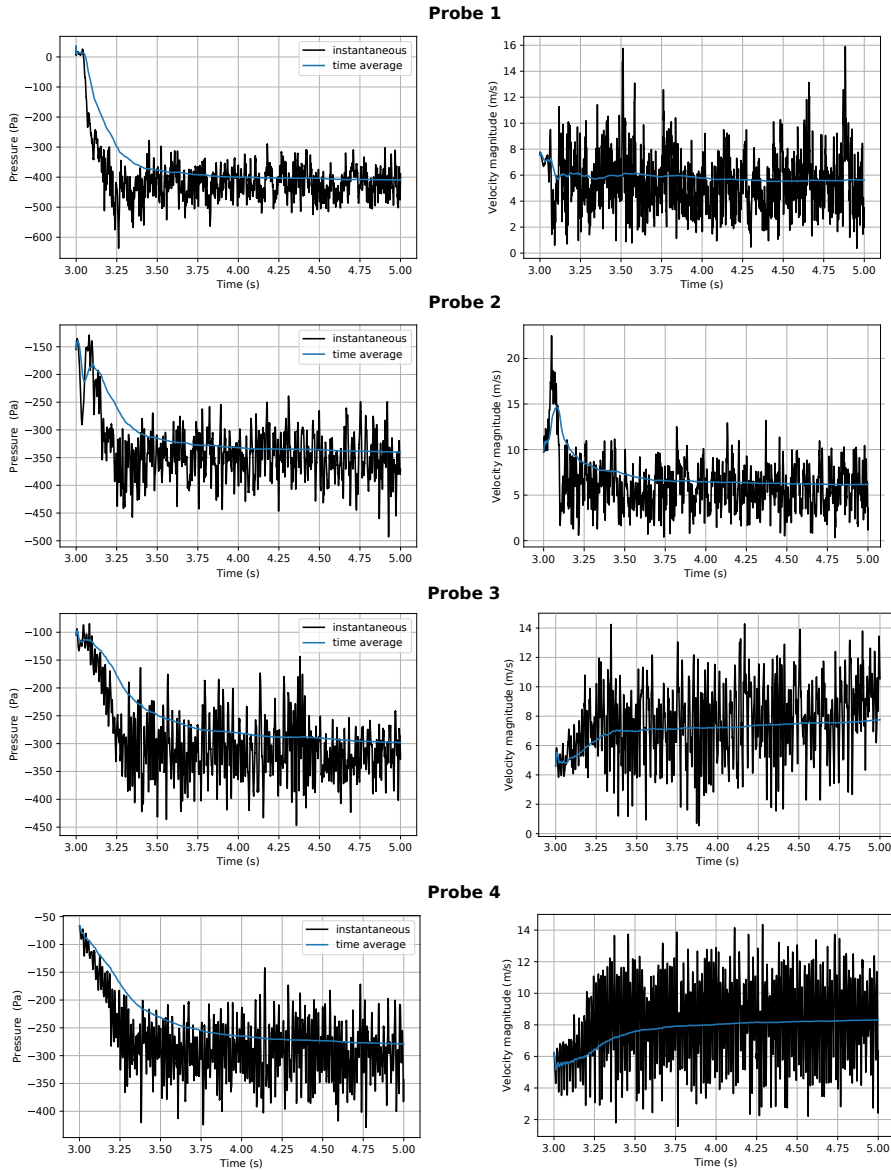 Probe 1
0
−100
−200
−300
−400
−500
−600
Pressure (Pa)
3.00 3.25 3.50 3.75 4.00 4.25 4.50 4.75 5.00
Time (s)
instantaneous
time average
16
14
12
10
8
6
4
2
0
Velocity magnitude (m/s)
3.00 3.25 3.50 3.75 4.00 4.25 4.50 4.75 5.00
Time (s)
Probe 2
−150
−200
−250
−300
−350
−400
−450
−500
Pressure (Pa)
3.00 3.25 3.50 3.75 4.00 4.25 4.50 4.75 5.00
Time (s)
instantaneous
time average
20
15
10
5
0
Velocity magnitude (m/s)
3.00 3.25 3.50 3.75 4.00 4.25 4.50 4.75 5.00
Time (s)
Probe 3
−100
−150
−200
−250
−300
−350
−400
−450
Pressure (Pa)
3.00 3.25 3.50 3.75 4.00 4.25 4.50 4.75 5.00
Time (s)
instantaneous
time average
14
12
10
8
6
4
2
0
Velocity magnitude (m/s)
3.00 3.25 3.50 3.75 4.00 4.25 4.50 4.75 5.00
Time (s)
Probe 4
−50
−100
−150
−200
−250
−300
−350
−400
Pressure (Pa)
3.00 3.25 3.50 3.75 4.00 4.25 4.50 4.75 5.00
Time (s)
instantaneous
time average
14
12
10
8
6
4
2
Velocity magnitude (m/s)
3.00 3.25 3.50 3.75 4.00 4.25 4.50 4.75 5.00
Time (s)